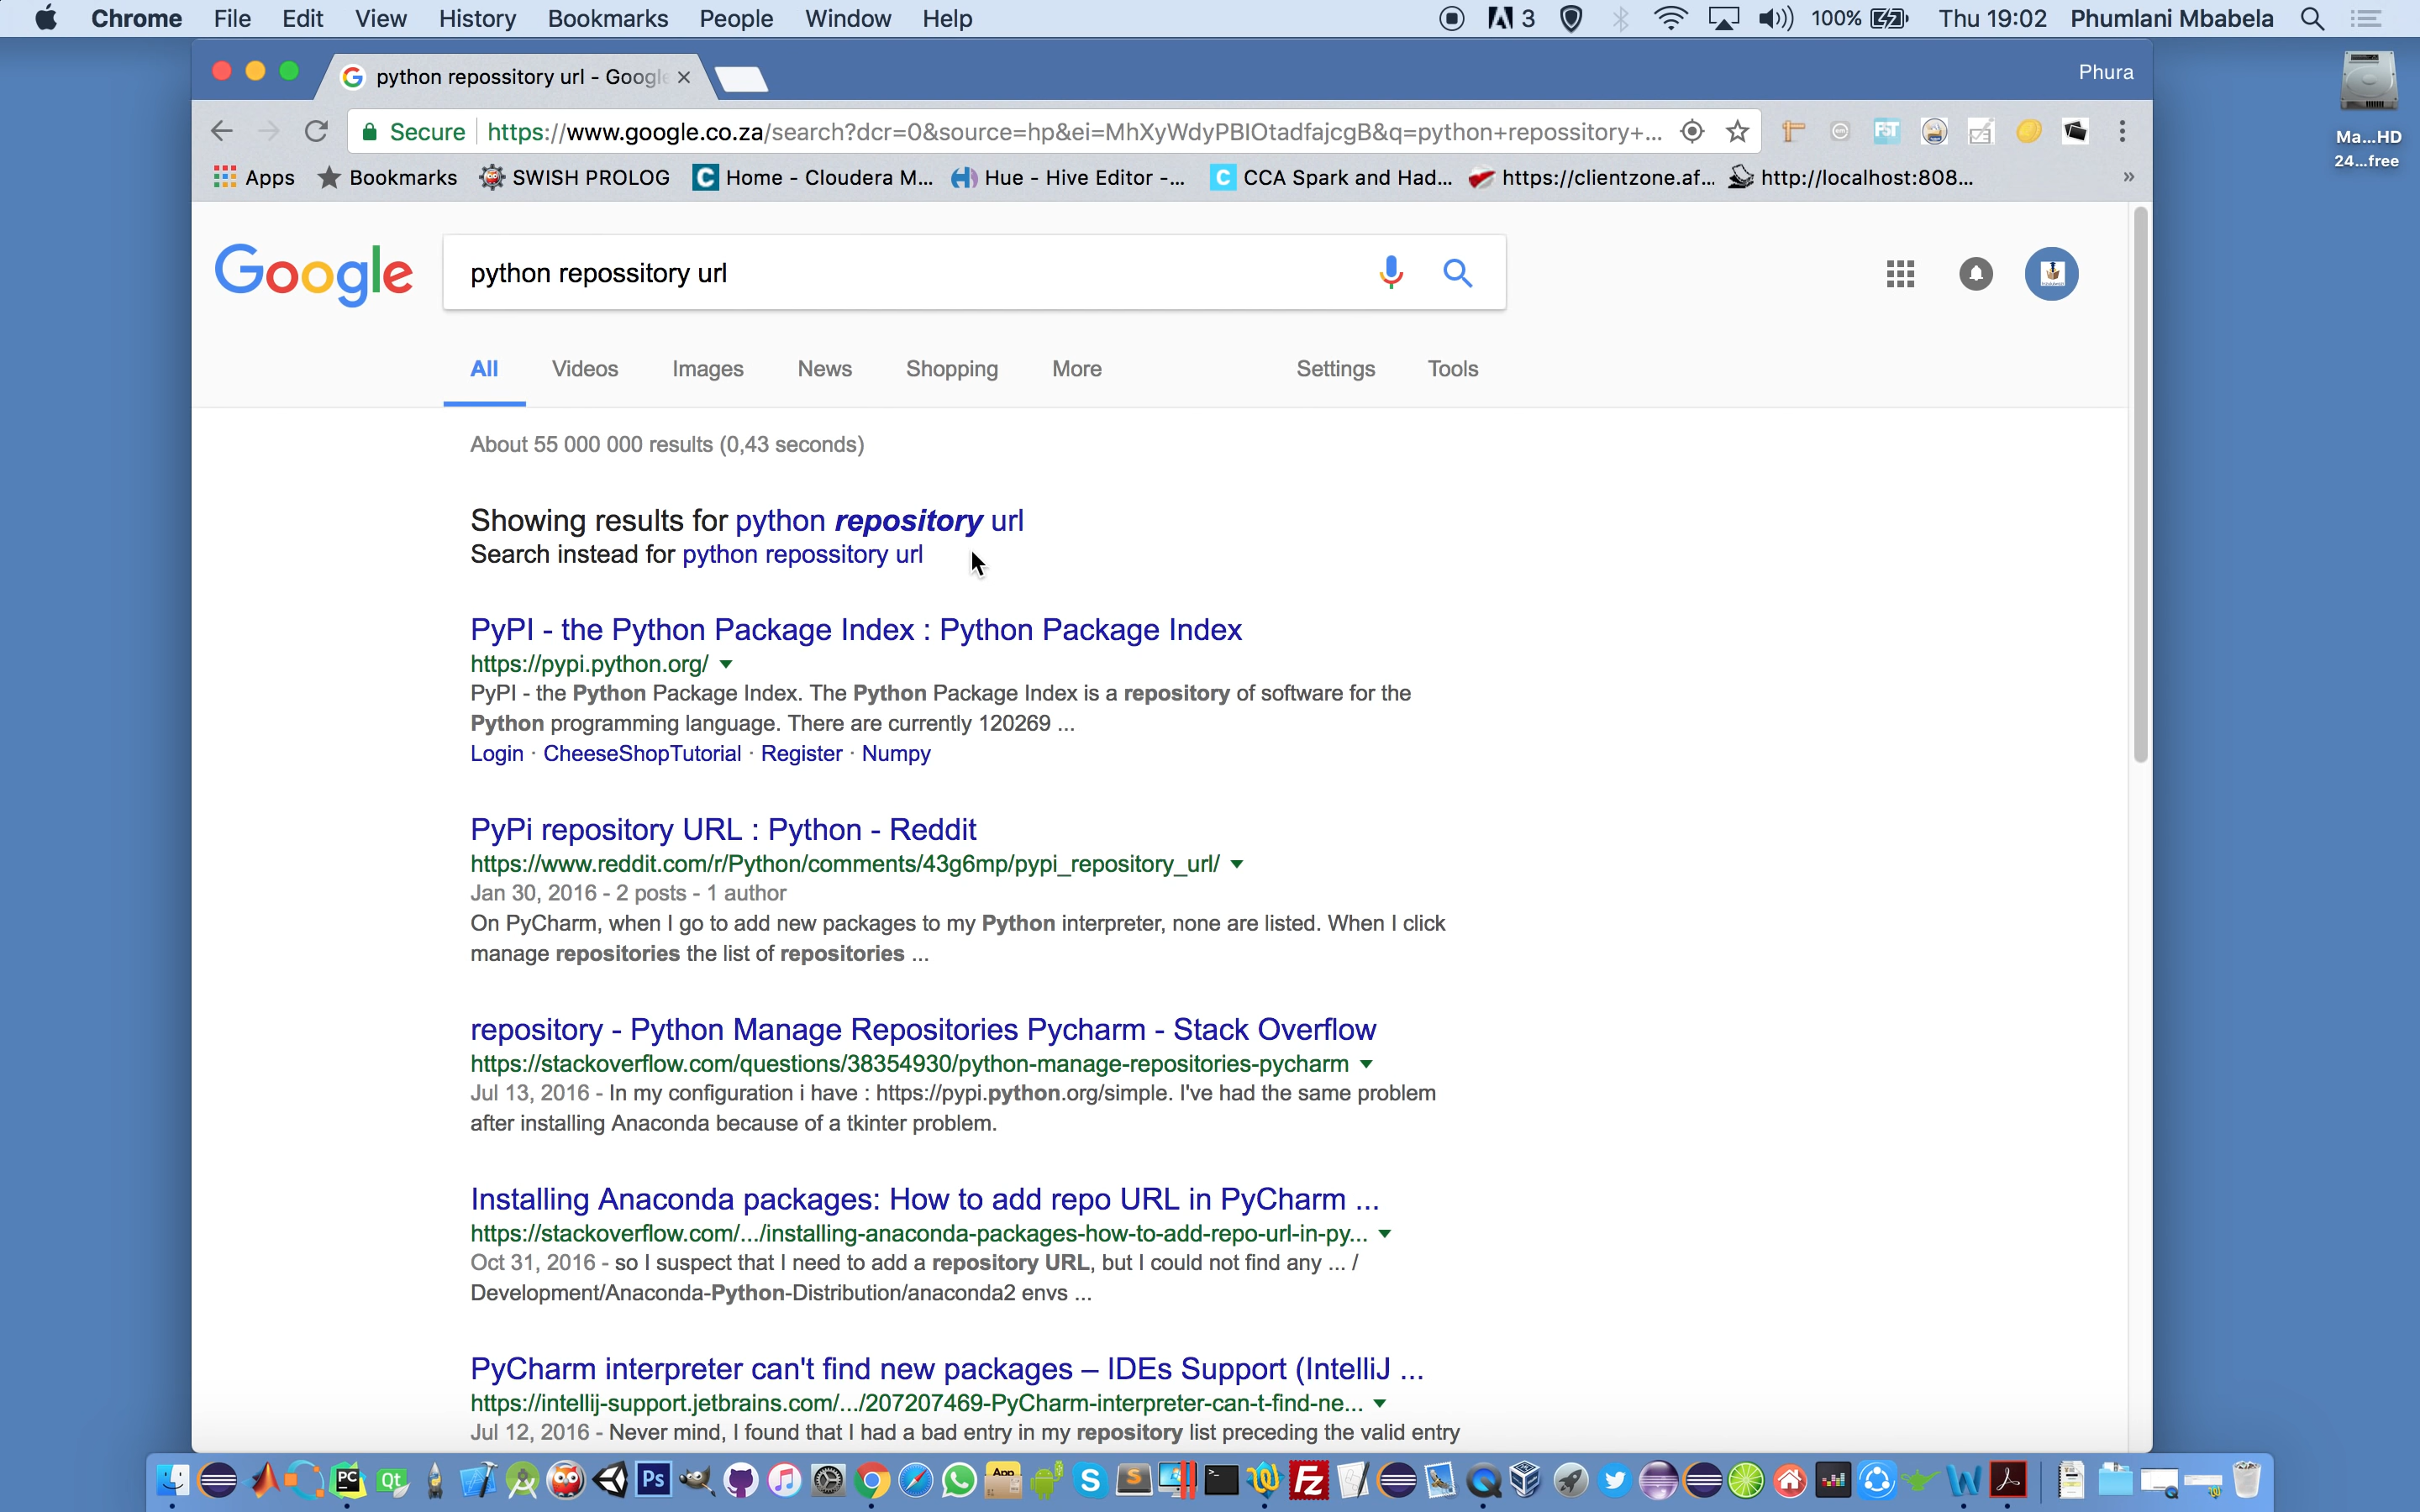 Chrome File Edit View History Bookmarks People Window Help 3 100% Thu 19:02 Phumlani Mbabela
python repossitory url - Google Phura
Secure https://www.google.co.za/search?dcr=0&source=hp&ei=MhXyWdyPBIOtadfajcgB&q=python+repossitory+...
Apps Bookmarks SWISH PROLOG Home - Cloudera M... Hue - Hive Editor -... CCA Spark and Had... https://clientzone.af... http://localhost:808... »
Ma...HD
24...free
Google python repossitory url
All Videos Images News Shopping More Settings Tools
About 55 000 000 results (0,43 seconds)
Showing results for python repository url
Search instead for python repossitory url
PyPI - the Python Package Index : Python Package Index
https://pypi.python.org/
PyPI - the Python Package Index. The Python Package Index is a repository of software for the
Python programming language. There are currently 120269 ...
Login · CheeseShopTutorial · Register · Numpy
PyPi repository URL : Python - Reddit
https://www.reddit.com/r/Python/comments/43g6mp/pypi_repository_url/
Jan 30, 2016 - 2 posts - 1 author
On PyCharm, when I go to add new packages to my Python interpreter, none are listed. When I click
manage repositories the list of repositories ...
repository - Python Manage Repositories Pycharm - Stack Overflow
https://stackoverflow.com/questions/38354930/python-manage-repositories-pycharm
Jul 13, 2016 - In my configuration i have : https://pypi.python.org/simple. I've had the same problem
after installing Anaconda because of a tkinter problem.
Installing Anaconda packages: How to add repo URL in PyCharm ...
https://stackoverflow.com/.../installing-anaconda-packages-how-to-add-repo-url-in-py...
Oct 31, 2016 - so I suspect that I need to add a repository URL, but I could not find any ... /
Development/Anaconda-Python-Distribution/anaconda2 envs ...
PyCharm interpreter can't find new packages – IDEs Support (IntelliJ ...
https://intellij-support.jetbrains.com/.../207207469-PyCharm-interpreter-can-t-find-ne...
Jul 12, 2016 - Never mind, I found that I had a bad entry in my repository list preceding the valid entry
PC Qt Ps App S S Fz W